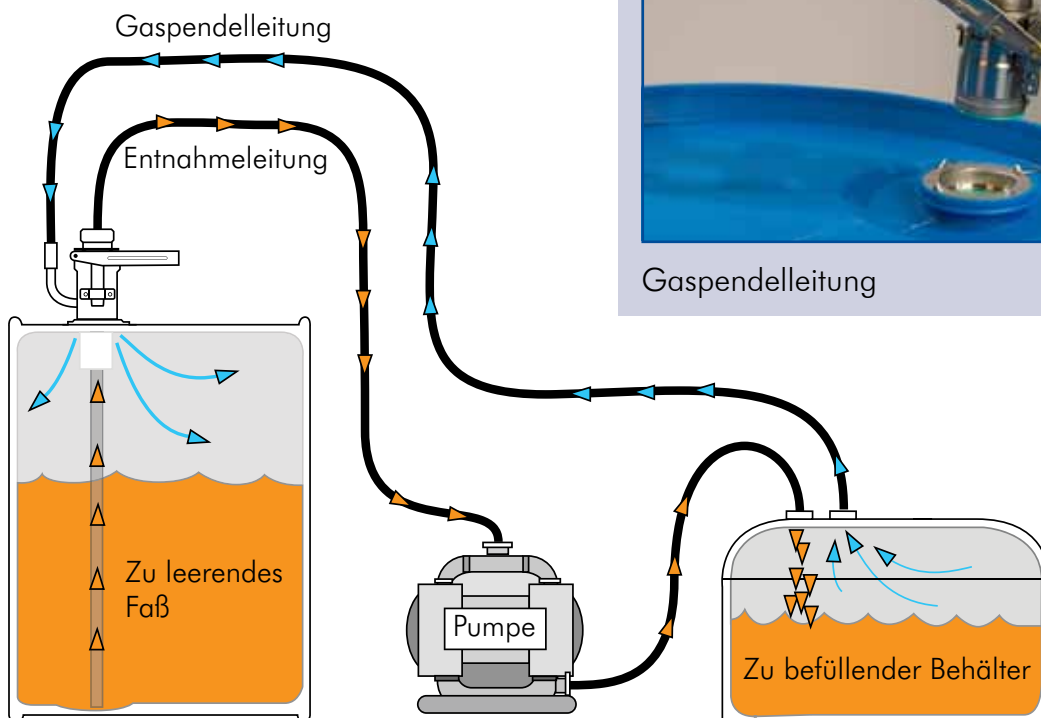 Gaspendelleitung
Entnahmeleitung
Gaspendelleitung
Zu leerendes
Faß
Pumpe
Zu befüllender Behälter